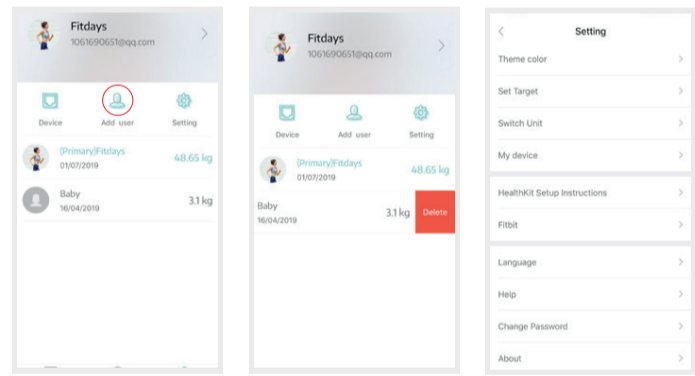 Fitdays
1061690651@qq.com
Device
Add user
Setting
(Primary)Fitdays
01/07/2019
48.65 kg
Baby
16/04/2019
3.1 kg
Fitdays
1061690651@qq.com
Device
Add user
Setting
(Primary)Fitdays
01/07/2019
48.65 kg
Baby
16/04/2019
3.1 kg
Delete
Setting
Theme color
Set Target
Switch Unit
My device
HealthKit Setup Instructions
Fitbit
Language
Help
Change Password
About